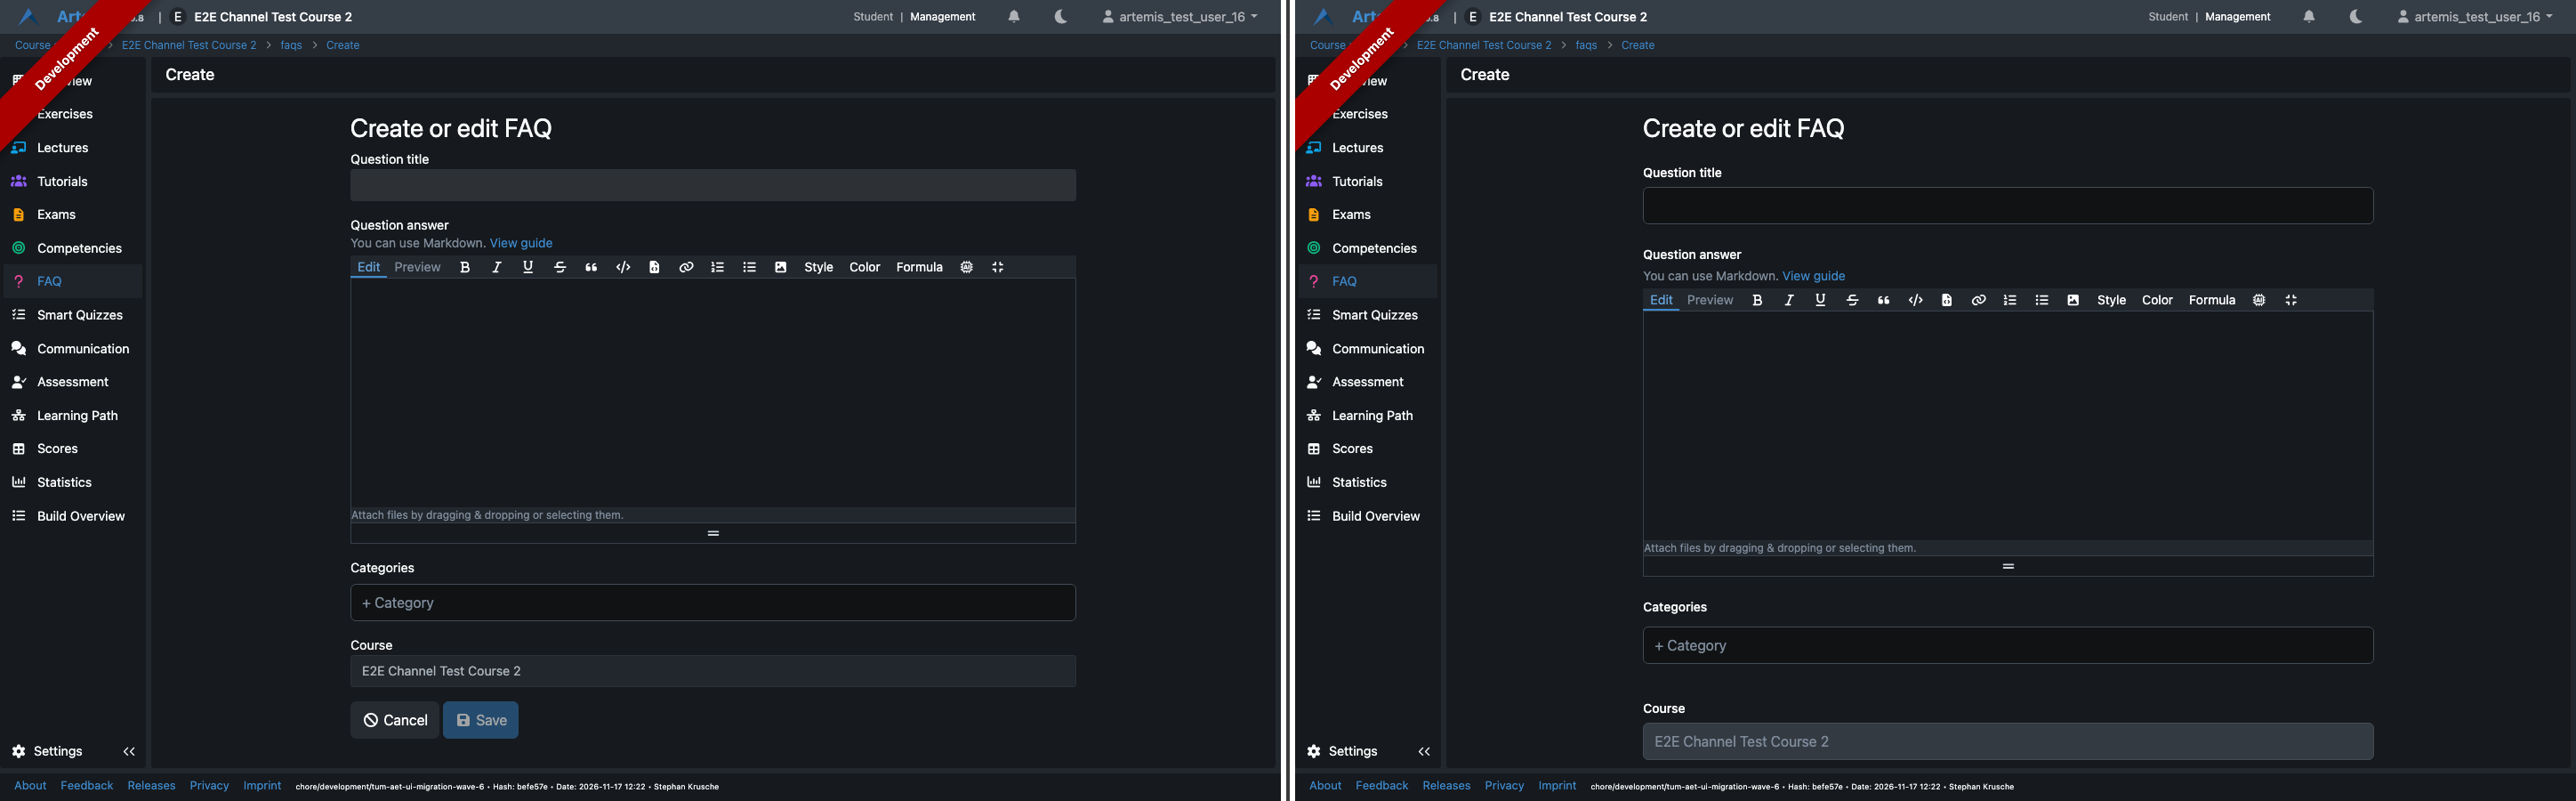 E E2E Channel Test Course 2 Student | Management artemis_test_user_16
Development
Course E2E Channel Test Course 2 > faqs > Create
Exercises
Lectures
Tutorials
Exams
Competencies
FAQ
Smart Quizzes
Communication
Assessment
Learning Path
Scores
Statistics
Build Overview
Settings
Create
Create or edit FAQ
Question title
Question answer
You can use Markdown. View guide
Edit Preview B I U Style Color Formula
Attach files by dragging & dropping or selecting them.
Categories
+ Category
Course
E2E Channel Test Course 2
Cancel Save
About Feedback Releases Privacy Imprint chore/development/tum-aet-ui-migration-wave-6 • Hash: befe57e • Date: 2026-11-17 12:22 • Stephan Krusche
E E2E Channel Test Course 2 Student | Management artemis_test_user_16
Development
Course E2E Channel Test Course 2 > faqs > Create
Exercises
Lectures
Tutorials
Exams
Competencies
FAQ
Smart Quizzes
Communication
Assessment
Learning Path
Scores
Statistics
Build Overview
Settings
Create
Create or edit FAQ
Question title
Question answer
You can use Markdown. View guide
Edit Preview B I U Style Color Formula
Attach files by dragging & dropping or selecting them.
Categories
+ Category
Course
E2E Channel Test Course 2
About Feedback Releases Privacy Imprint chore/development/tum-aet-ui-migration-wave-6 • Hash: befe57e • Date: 2026-11-17 12:22 • Stephan Krusche